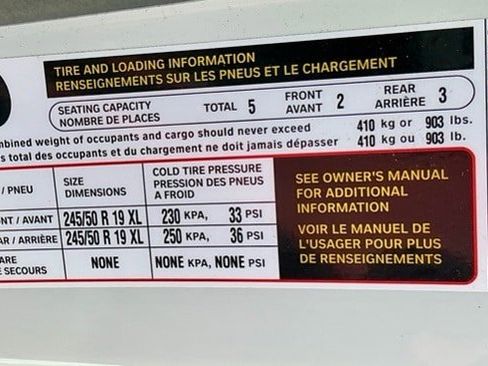 TIRE AND LOADING INFORMATION
RENSEIGNEMENTS SUR LES PNEUS ET LE CHARGEMENT
SEATING CAPACITY
NOMBRE DE PLACES
TOTAL 5
FRONT
AVANT 2
REAR
ARRIÈRE 3
mbined weight of occupants and cargo should never exceed 410 kg or 903 lbs.
s total des occupants et du chargement ne doit jamais dépasser 410 kg ou 903 lb.
/ PNEU
SIZE
DIMENSIONS
COLD TIRE PRESSURE
PRESSION DES PNEUS
A FROID
NT / AVANT 245/50 R 19 XL 230 KPA, 33 PSI
AR / ARRIÈRE 245/50 R 19 XL 250 KPA, 36 PSI
ARE
SECOURS
NONE NONE KPA, NONE PSI
SEE OWNER'S MANUAL
FOR ADDITIONAL
INFORMATION
VOIR LE MANUEL DE
L'USAGER POUR PLUS
DE RENSEIGNEMENTS